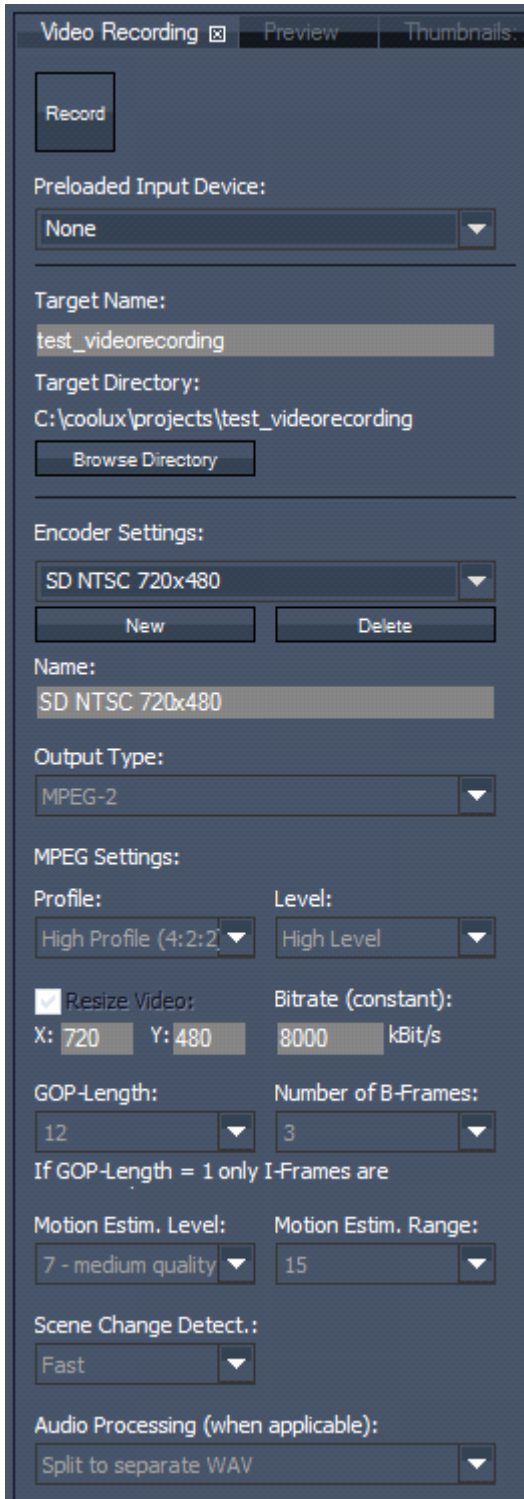 Video Recording Preview Thumbnails:
Record
Preloaded Input Device:
None
Target Name:
test_videorecording
Target Directory:
C:\coolux\projects\test_videorecording
Browse Directory
Encoder Settings:
SD NTSC 720x480
New Delete
Name:
SD NTSC 720x480
Output Type:
MPEG-2
MPEG Settings:
Profile: Level:
High Profile (4:2:2 High Level
Resize Video: Bitrate (constant):
X: 720 Y: 480 8000 kBit/s
GOP-Length: Number of B-Frames:
12 3
If GOP-Length = 1 only I-Frames are
Motion Estim. Level: Motion Estim. Range:
7 - medium quality 15
Scene Change Detect.:
Fast
Audio Processing (when applicable):
Split to separate WAV